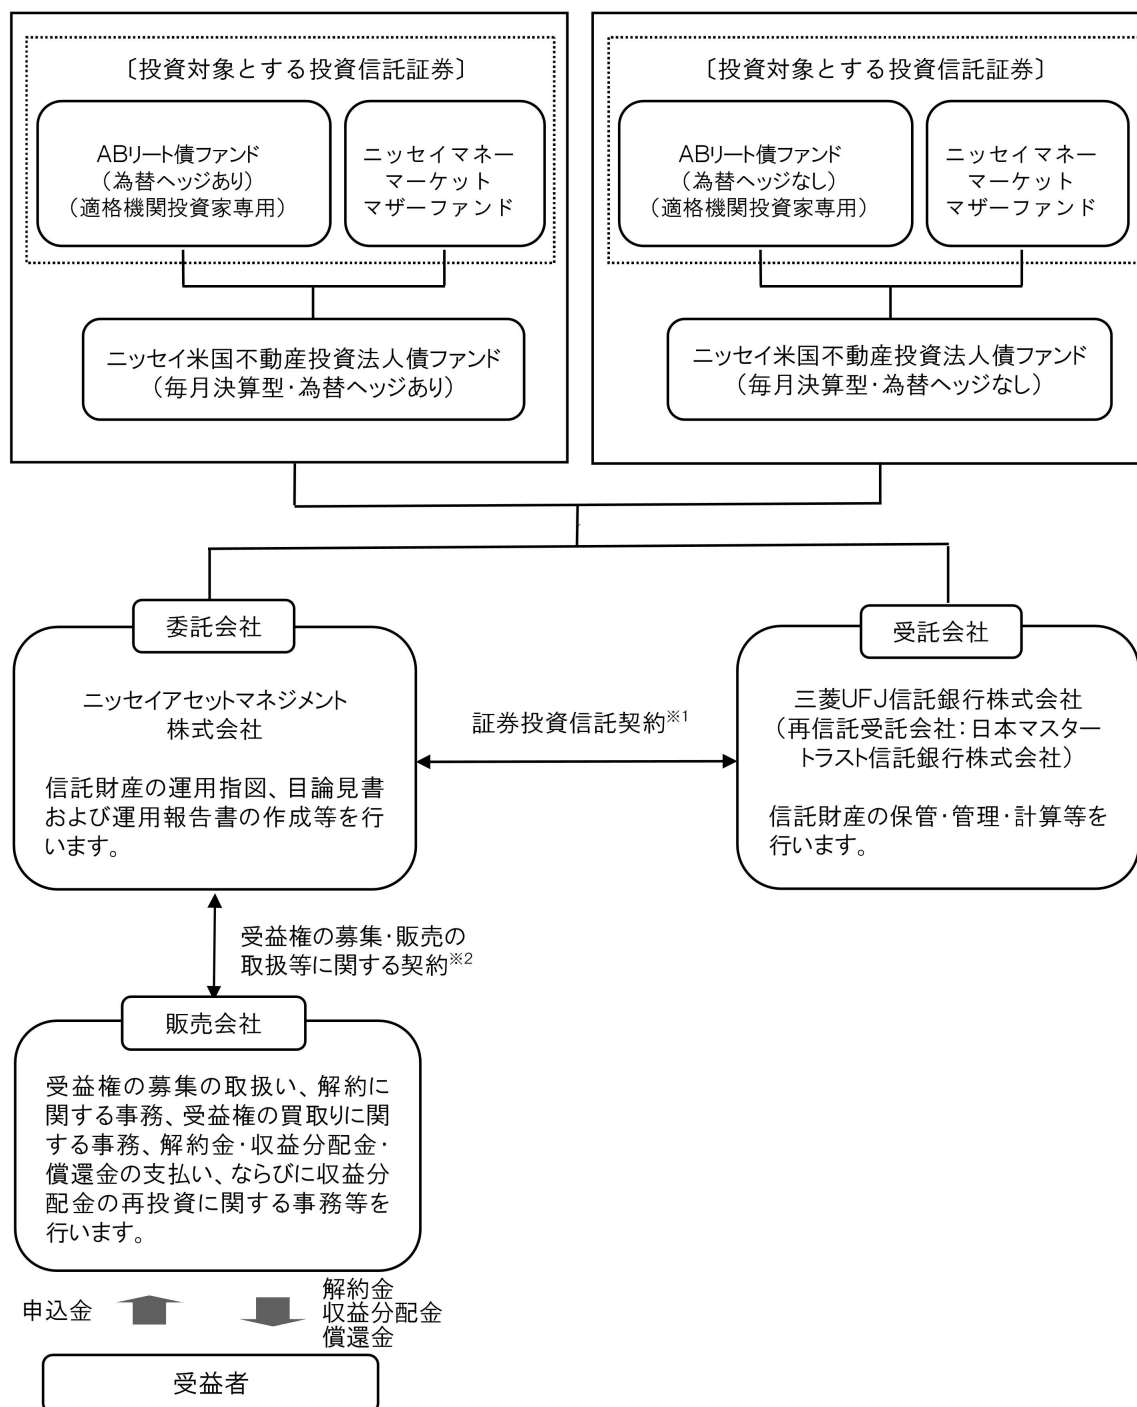 〔投資対象とする投資信託証券〕
ABリート債ファンド
（為替ヘッジあり）
（適格機関投資家専用）
ニッセイマネー
マーケット
マザーファンド
ニッセイ米国不動産投資法人債ファンド
（毎月決算型・為替ヘッジあり）
〔投資対象とする投資信託証券〕
ABリート債ファンド
（為替ヘッジなし）
（適格機関投資家専用）
ニッセイマネー
マーケット
マザーファンド
ニッセイ米国不動産投資法人債ファンド
（毎月決算型・為替ヘッジなし）
委託会社
ニッセイアセットマネジメント
株式会社
信託財産の運用指図、目論見書
および運用報告書の作成等を行
います。
証券投資信託契約※1
受託会社
三菱UFJ信託銀行株式会社
（再信託受託会社：日本マスター
トラスト信託銀行株式会社）
信託財産の保管・管理・計算等を
行います。
受益権の募集・販売の
取扱等に関する契約※2
販売会社
受益権の募集の取扱い、解約に
関する事務、受益権の買取りに関
する事務、解約金・収益分配金・
償還金の支払い、ならびに収益分
配金の再投資に関する事務等を
行います。
申込金
解約金
収益分配金
償還金
受益者